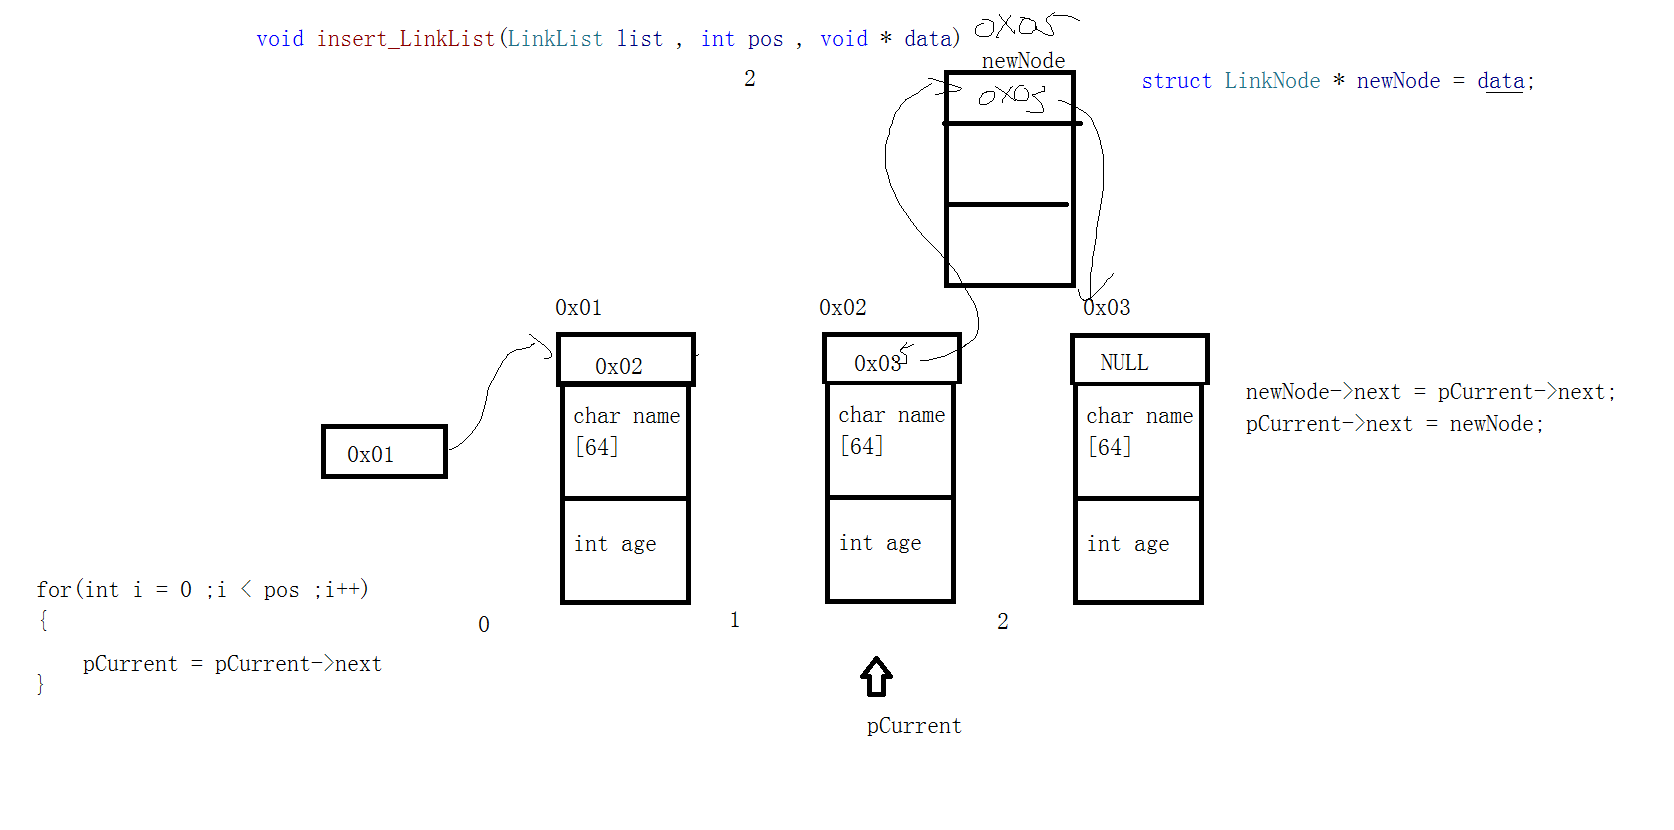 void insert_LinkList(LinkList list , int pos , void * data)
0X05
2
newNode
struct LinkNode * newNode = data;
0X05
0x01
0x02
0x03
0x02
0x03
NULL
char name
[64]
char name
[64]
char name
[64]
newNode->next = pCurrent->next;
pCurrent->next = newNode;
0x01
int age
int age
int age
for(int i = 0 ;i < pos ;i++)
{
pCurrent = pCurrent->next
}
0
1
2
pCurrent